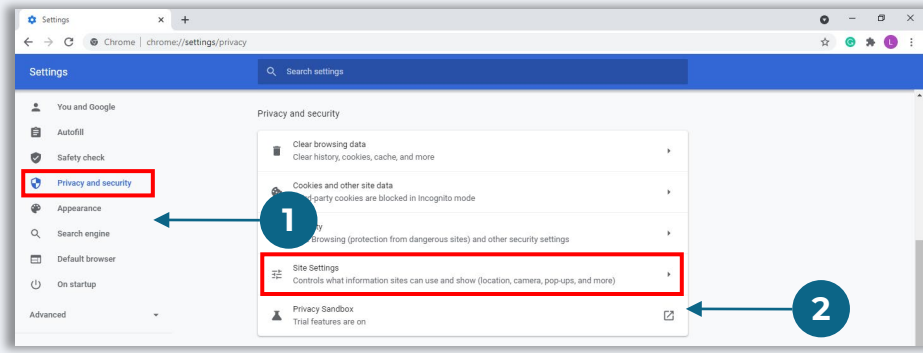 Settings
Chrome | chrome://settings/privacy
L
Settings
Search settings
You and Google
Autofill
Safety check
Privacy and security
Appearance
Search engine
Default browser
On startup
Advanced
Privacy and security
Clear browsing data
Clear history, cookies, cache, and more
Cookies and other site data
party cookies are blocked in Incognito mode
Browsing (protection from dangerous sites) and other security settings
Site Settings
Controls what information sites can use and show (location, camera, pop-ups, and more)
Privacy Sandbox
Trial features are on
1
2